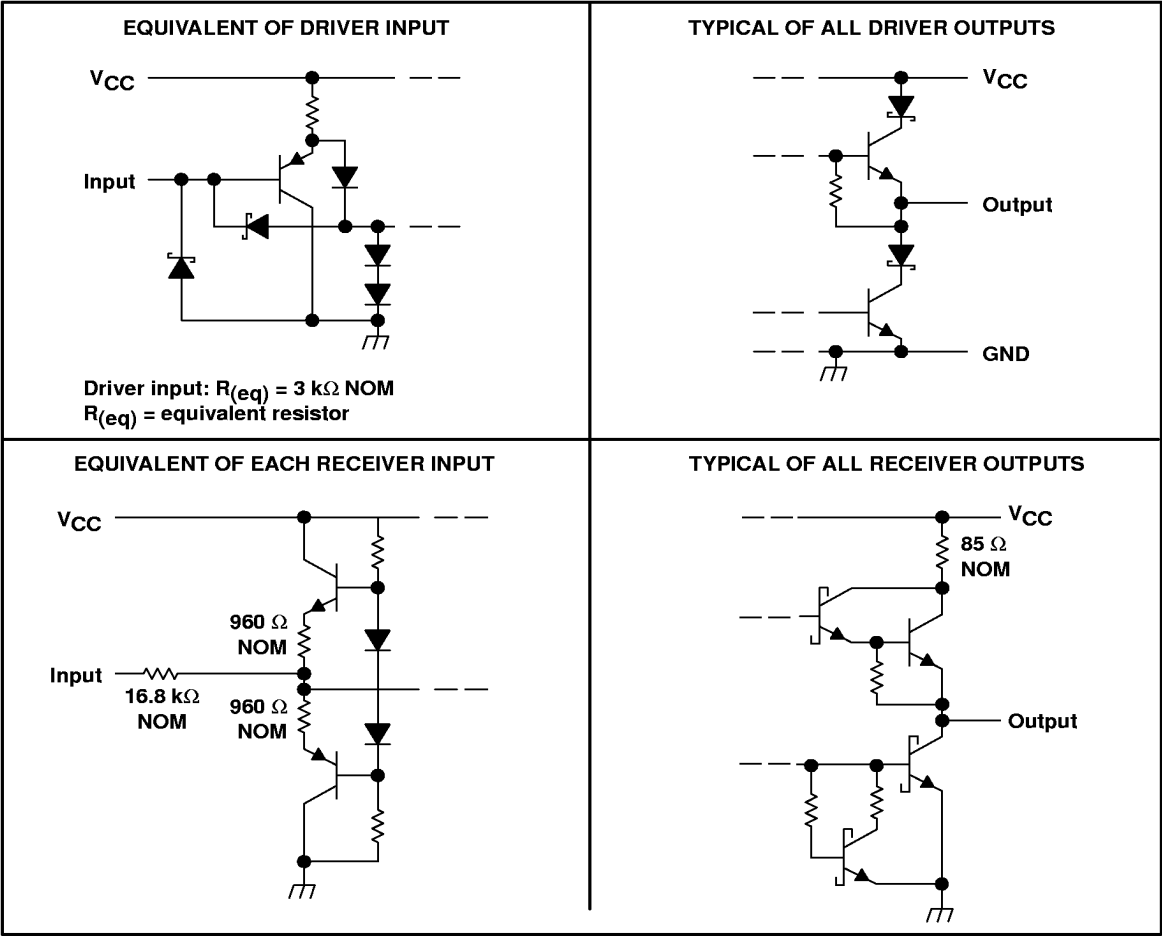 EQUIVALENT OF DRIVER INPUT
VCC
Input
Driver input: R(eq) = 3 kΩ NOM
R(eq) = equivalent resistor
TYPICAL OF ALL DRIVER OUTPUTS
VCC
Output
GND
EQUIVALENT OF EACH RECEIVER INPUT
VCC
960 Ω
NOM
Input
16.8 kΩ
NOM
960 Ω
NOM
TYPICAL OF ALL RECEIVER OUTPUTS
VCC
85 Ω
NOM
Output